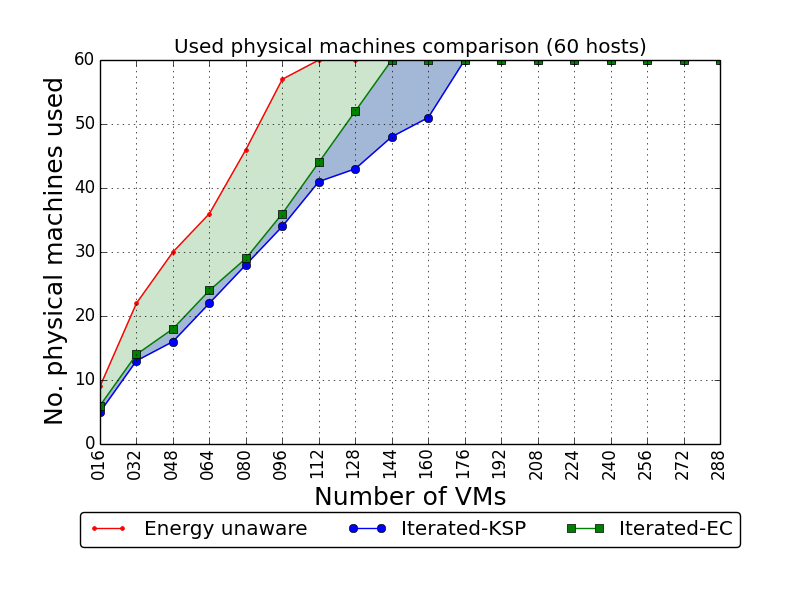 Used physical machines comparison (60 hosts)
No. physical machines used
60
50
40
30
20
10
0
016 032 048 064 080 096 112 128 144 160 176 192 208 224 240 256 272 288
Number of VMs
Energy unaware Iterated-KSP Iterated-EC